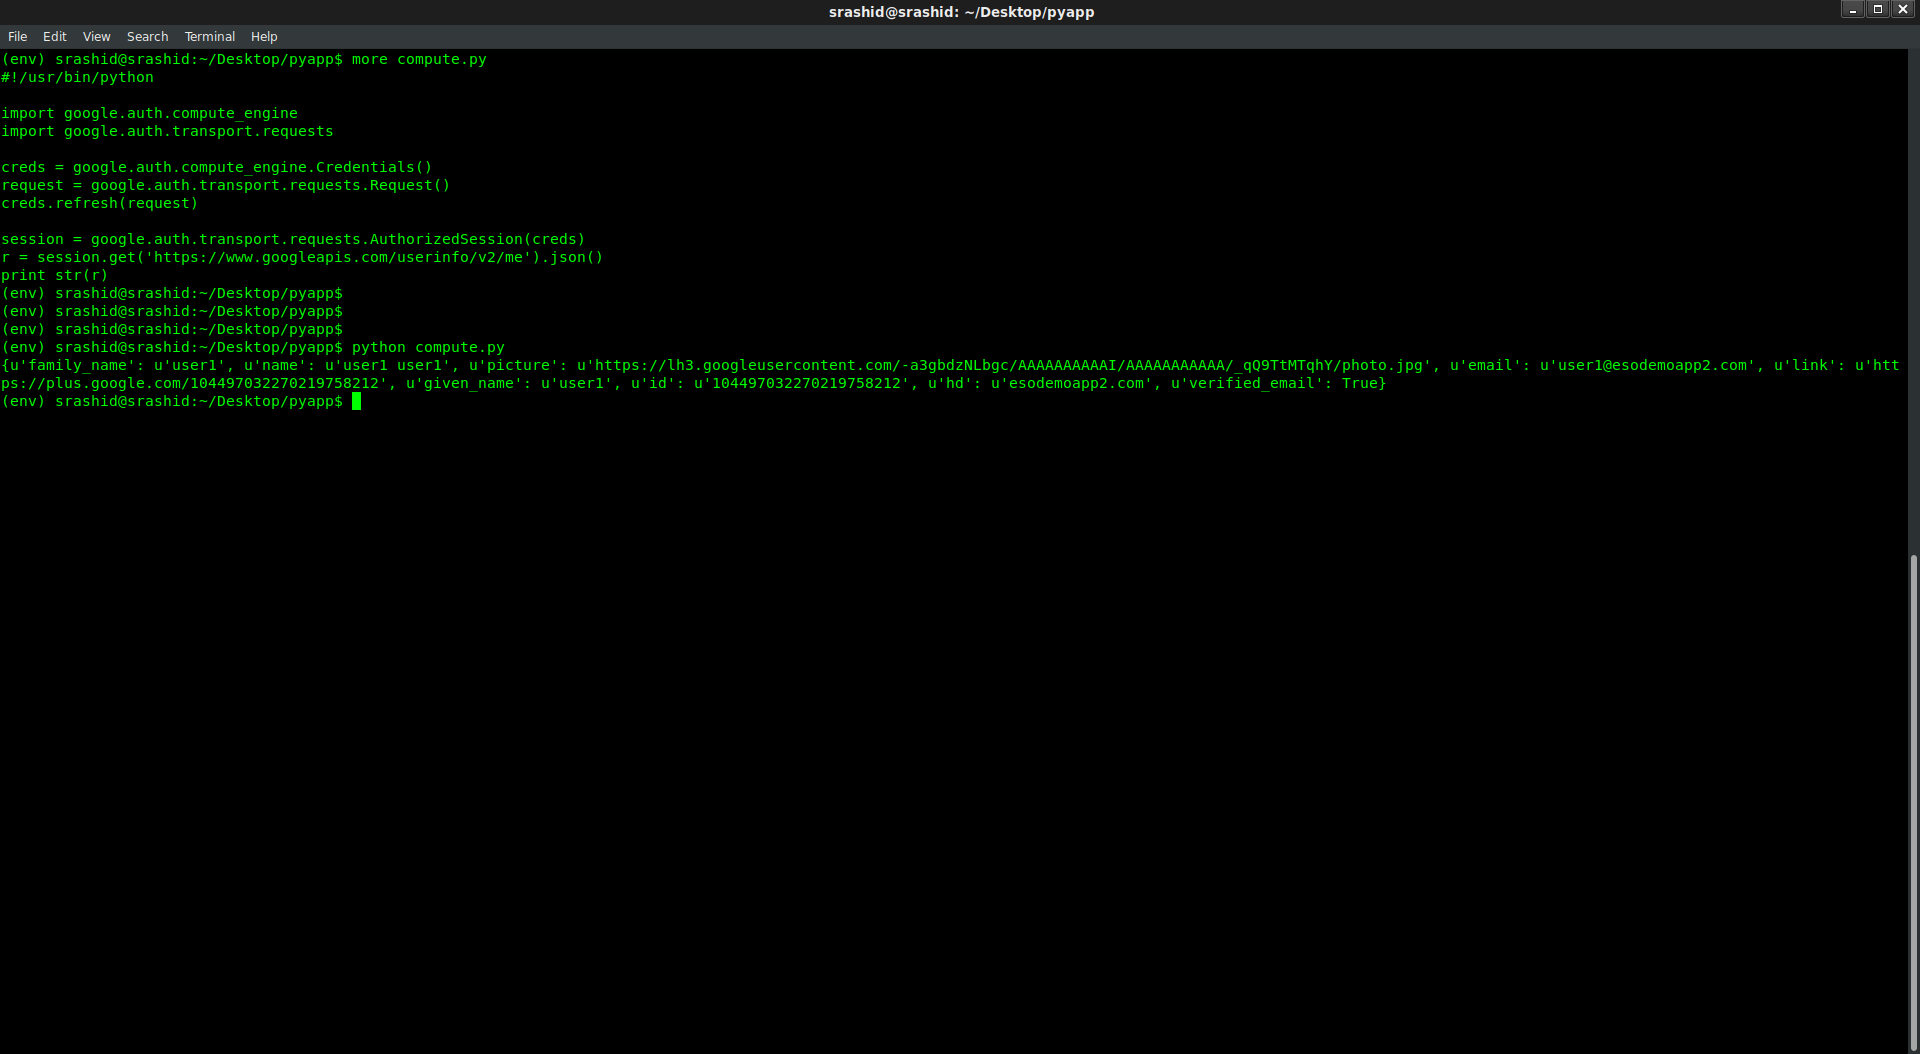 srashid@srashid: ~/Desktop/pyapp
File Edit View Search Terminal Help
(env) srashid@srashid:~/Desktop/pyapp$ more compute.py
#!/usr/bin/python
import google.auth.compute_engine
import google.auth.transport.requests
creds = google.auth.compute_engine.Credentials()
request = google.auth.transport.requests.Request()
creds.refresh(request)
session = google.auth.transport.requests.AuthorizedSession(creds)
r = session.get('https://www.googleapis.com/userinfo/v2/me').json()
print str(r)
(env) srashid@srashid:~/Desktop/pyapp$
(env) srashid@srashid:~/Desktop/pyapp$
(env) srashid@srashid:~/Desktop/pyapp$
(env) srashid@srashid:~/Desktop/pyapp$ python compute.py
{u'family_name': u'user1', u'name': u'user1 user1', u'picture': u'https://lh3.googleusercontent.com/-a3gbdzNLbgc/AAAAAAAAAAI/AAAAAAAAAAA/_qQ9TtMTqhY/photo.jpg', u'email': u'user1@esodemoapp2.com', u'link': u'htt
ps://plus.google.com/104497032270219758212', u'given_name': u'user1', u'id': u'104497032270219758212', u'hd': u'esodemoapp2.com', u'verified_email': True}
(env) srashid@srashid:~/Desktop/pyapp$